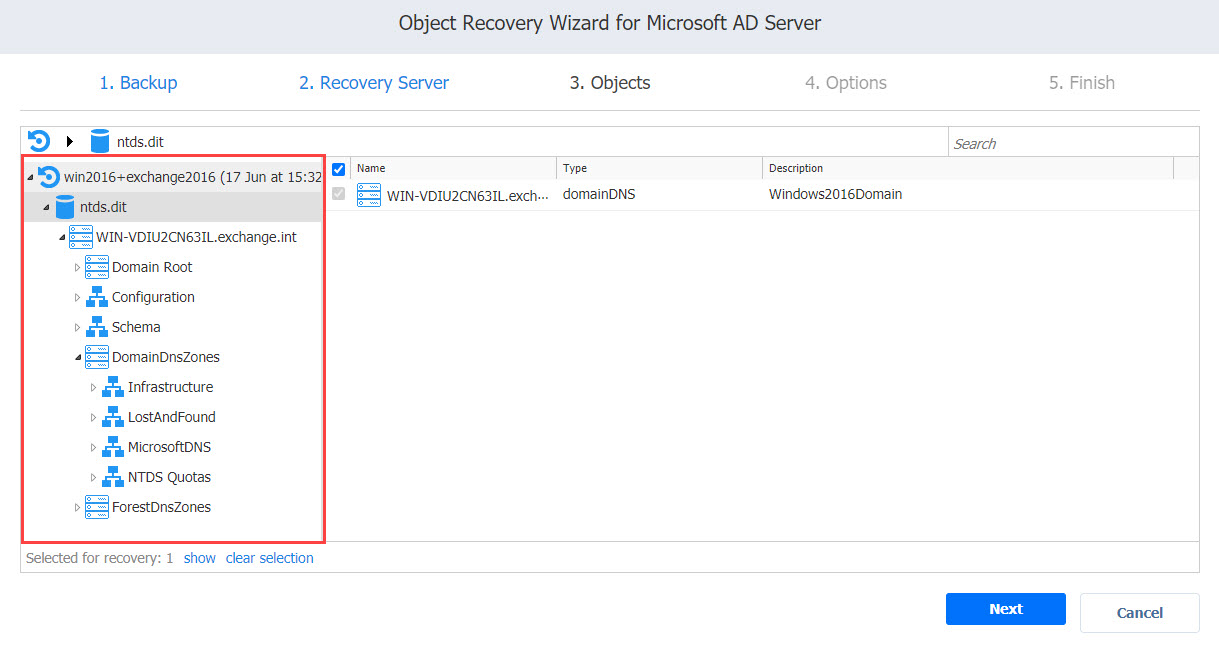 Object Recovery Wizard for Microsoft AD Server
1. Backup 2. Recovery Server 3. Objects 4. Options 5. Finish
ntds.dit Search
win2016+exchange2016 (17 Jun at 15:32
ntds.dit
WIN-VDIU2CN63IL.exchange.int
Domain Root
Configuration
Schema
DomainDnsZones
Infrastructure
LostAndFound
MicrosoftDNS
NTDS Quotas
ForestDnsZones
Name Type Description
WIN-VDIU2CN63IL.exch... domainDNS Windows2016Domain
Selected for recovery: 1 show clear selection
Next Cancel